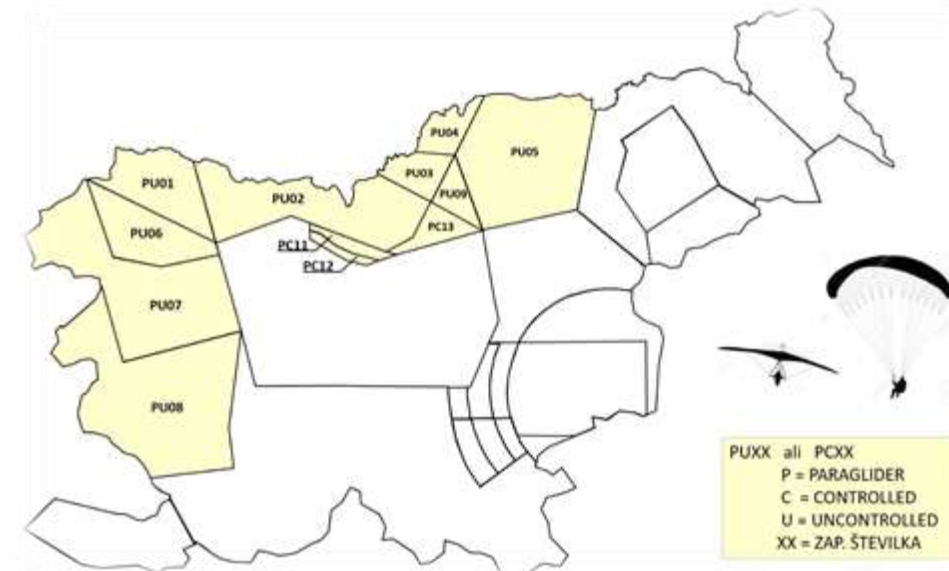 PU04
PU05
PU01
PU03
PU02
PU09
PU06
PC13
PC11
PC12
PU07
PU08
PUXX ali PCXX
P = PARAGLIDER
C = CONTROLLED
U = UNCONTROLLED
XX = ZAP. ŠTEVILKA